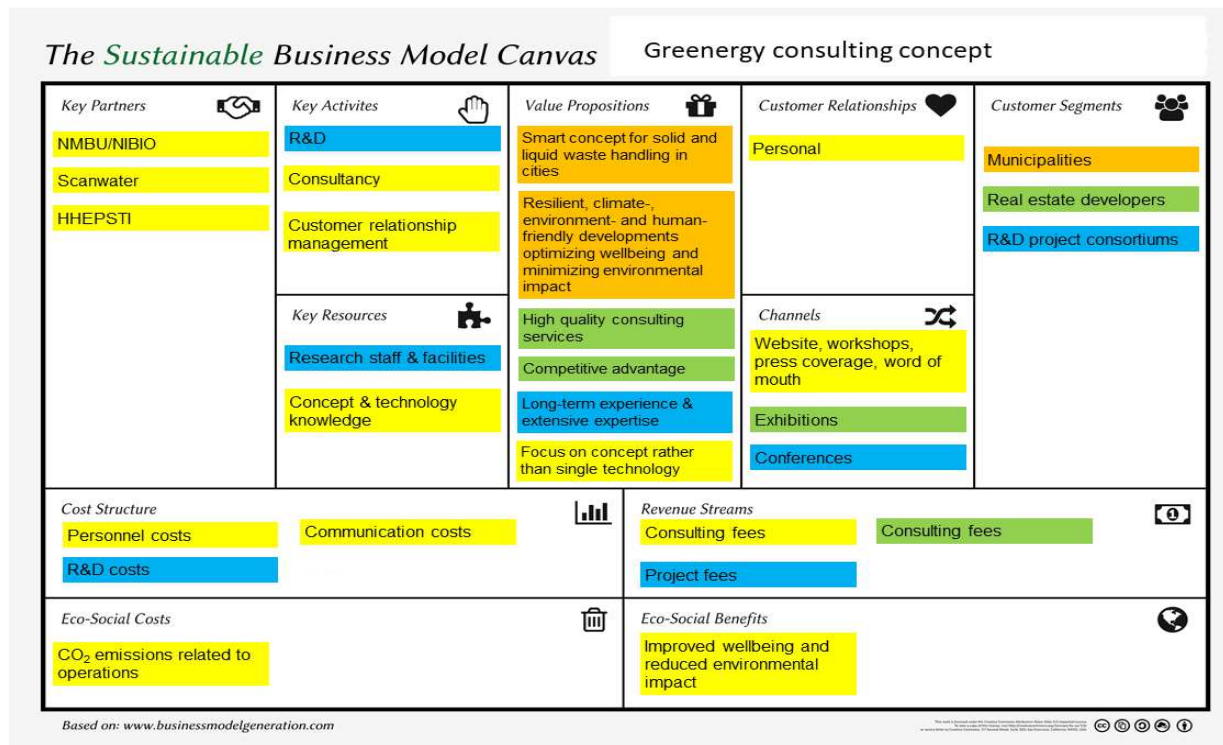 The Sustainable Business Model Canvas
Greenergy consulting concept
Key Partners
NMBU/NIBIO
Scanwater
HHEPSTI
Key Activites
R&D
Consultancy
Customer relationship
management
Key Resources
Research staff & facilities
Concept & technology
knowledge
Value Propositions
Smart concept for solid and
liquid waste handling in
cities
Resilient, climate-,
environment- and human-
friendly developments
optimizing wellbeing and
minimizing environmental
impact
High quality consulting
services
Competitive advantage
Long-term experience &
extensive expertise
Focus on concept rather
than single technology
Customer Relationships
Personal
Channels
Website, workshops,
press coverage, word of
mouth
Exhibitions
Conferences
Customer Segments
Municipalities
Real estate developers
R&D project consortiums
Cost Structure
Personnel costs
Communication costs
R&D costs
Revenue Streams
Consulting fees
Consulting fees
Project fees
Eco-Social Costs
CO₂ emissions related to
operations
Eco-Social Benefits
Improved wellbeing and
reduced environmental
impact
Based on: www.businessmodelgeneration.com